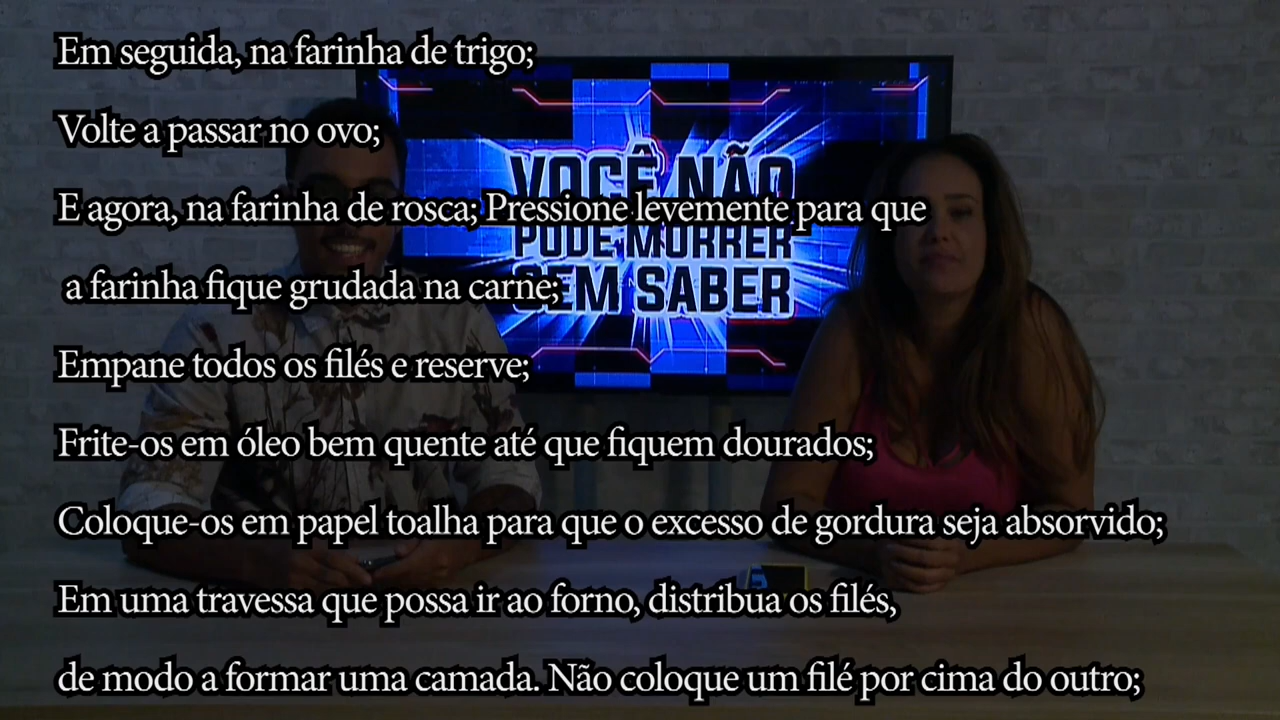 Em seguida, na farinha de trigo;
Volte a passar no ovo;
E agora, na farinha de rosca; Pressione levemente para que
a farinha fique grudada na carne;
Empane todos os filés e reserve;
Frite-os em óleo bem quente até que fiquem dourados;
Coloque-os em papel toalha para que o excesso de gordura seja absorvido;
Em uma travessa que possa ir ao forno, distribua os filés,
de modo a formar uma camada. Não coloque um filé por cima do outro;
VOCÊ NÃO
PODE MORRER
SEM SABER